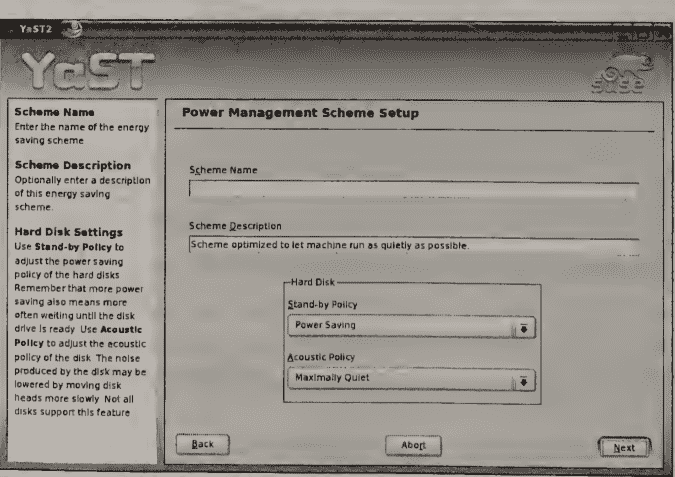 YaST2
YaST
SuSE
Scheme Name
Enter the name of the energy
saving scheme
Scheme Description
Optionally enter a description
of this energy saving
scheme.
Hard Disk Settings
Use Stand-by Policy to
adjust the power saving
policy of the hard disks
Remember that more power
saving also means more
often waiting until the disk
drive is ready Use Acoustic
Policy to adjust the acoustic
policy of the disk The noise
produced by the disk may be
lowered by moving disk
heads more slowly Not all
disks support this feature
Power Management Scheme Setup
Scheme Name
Scheme Description
Scheme optimized to let machine run as quietly as possible.
Hard Disk
Stand-by Policy
Power Saving
Acoustic Policy
Maximally Quiet
Back
Abort
Next